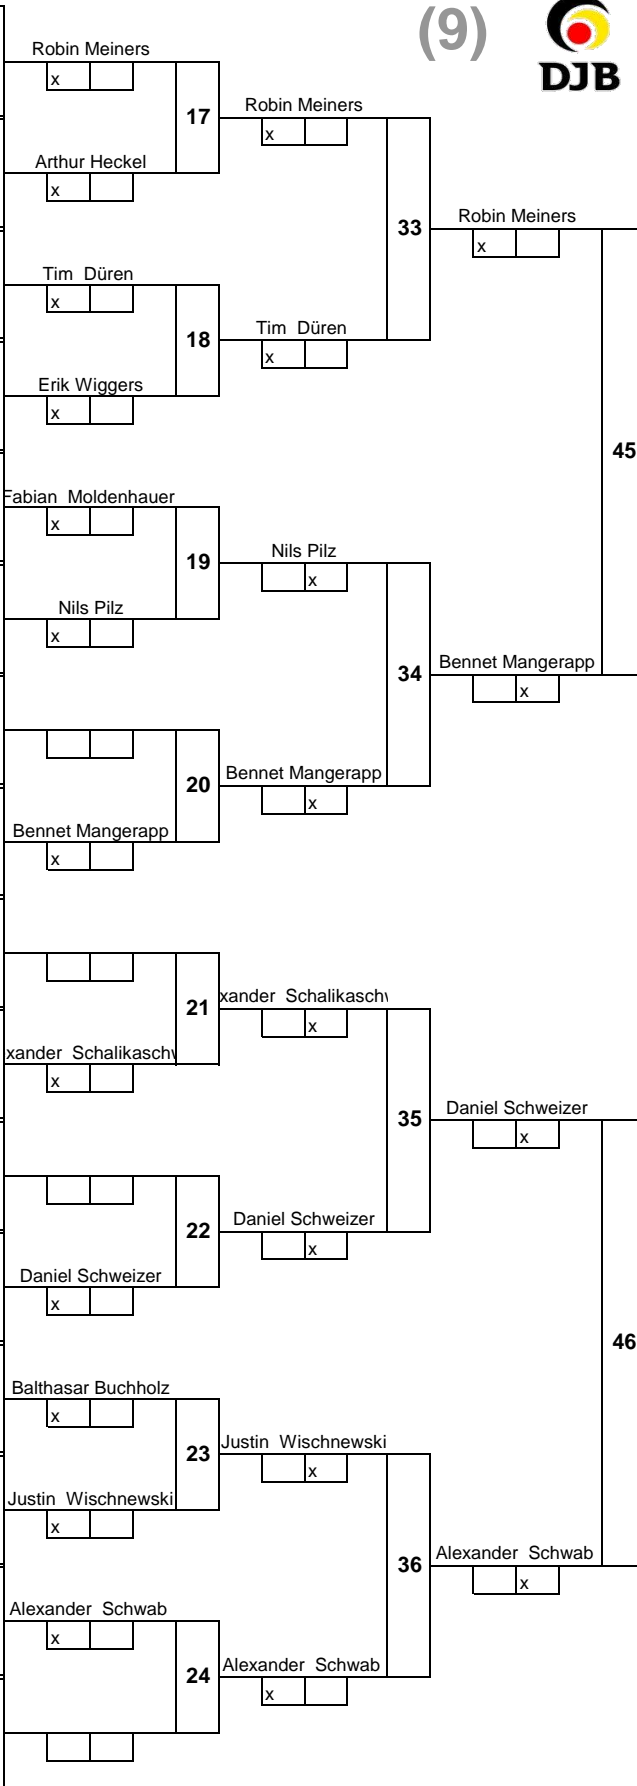 (9)
DJB
Robin Meiners
x
17
Robin Meiners
x
Arthur Heckel
x
33
Robin Meiners
x
Tim Düren
x
18
Tim Düren
x
Erik Wiggers
x
45
Fabian Moldenhauer
x
19
Nils Pilz
x
Nils Pilz
x
34
Bennet Mangerapp
x
20
Bennet Mangerapp
x
Bennet Mangerapp
x
21
xander Schalikaschw
x
xander Schalikaschw
x
35
Daniel Schweizer
x
22
Daniel Schweizer
x
Daniel Schweizer
x
46
Balthasar Buchholz
x
23
Justin Wischnewski
x
Justin Wischnewski
x
36
Alexander Schwab
x
Alexander Schwab
x
24
Alexander Schwab
x